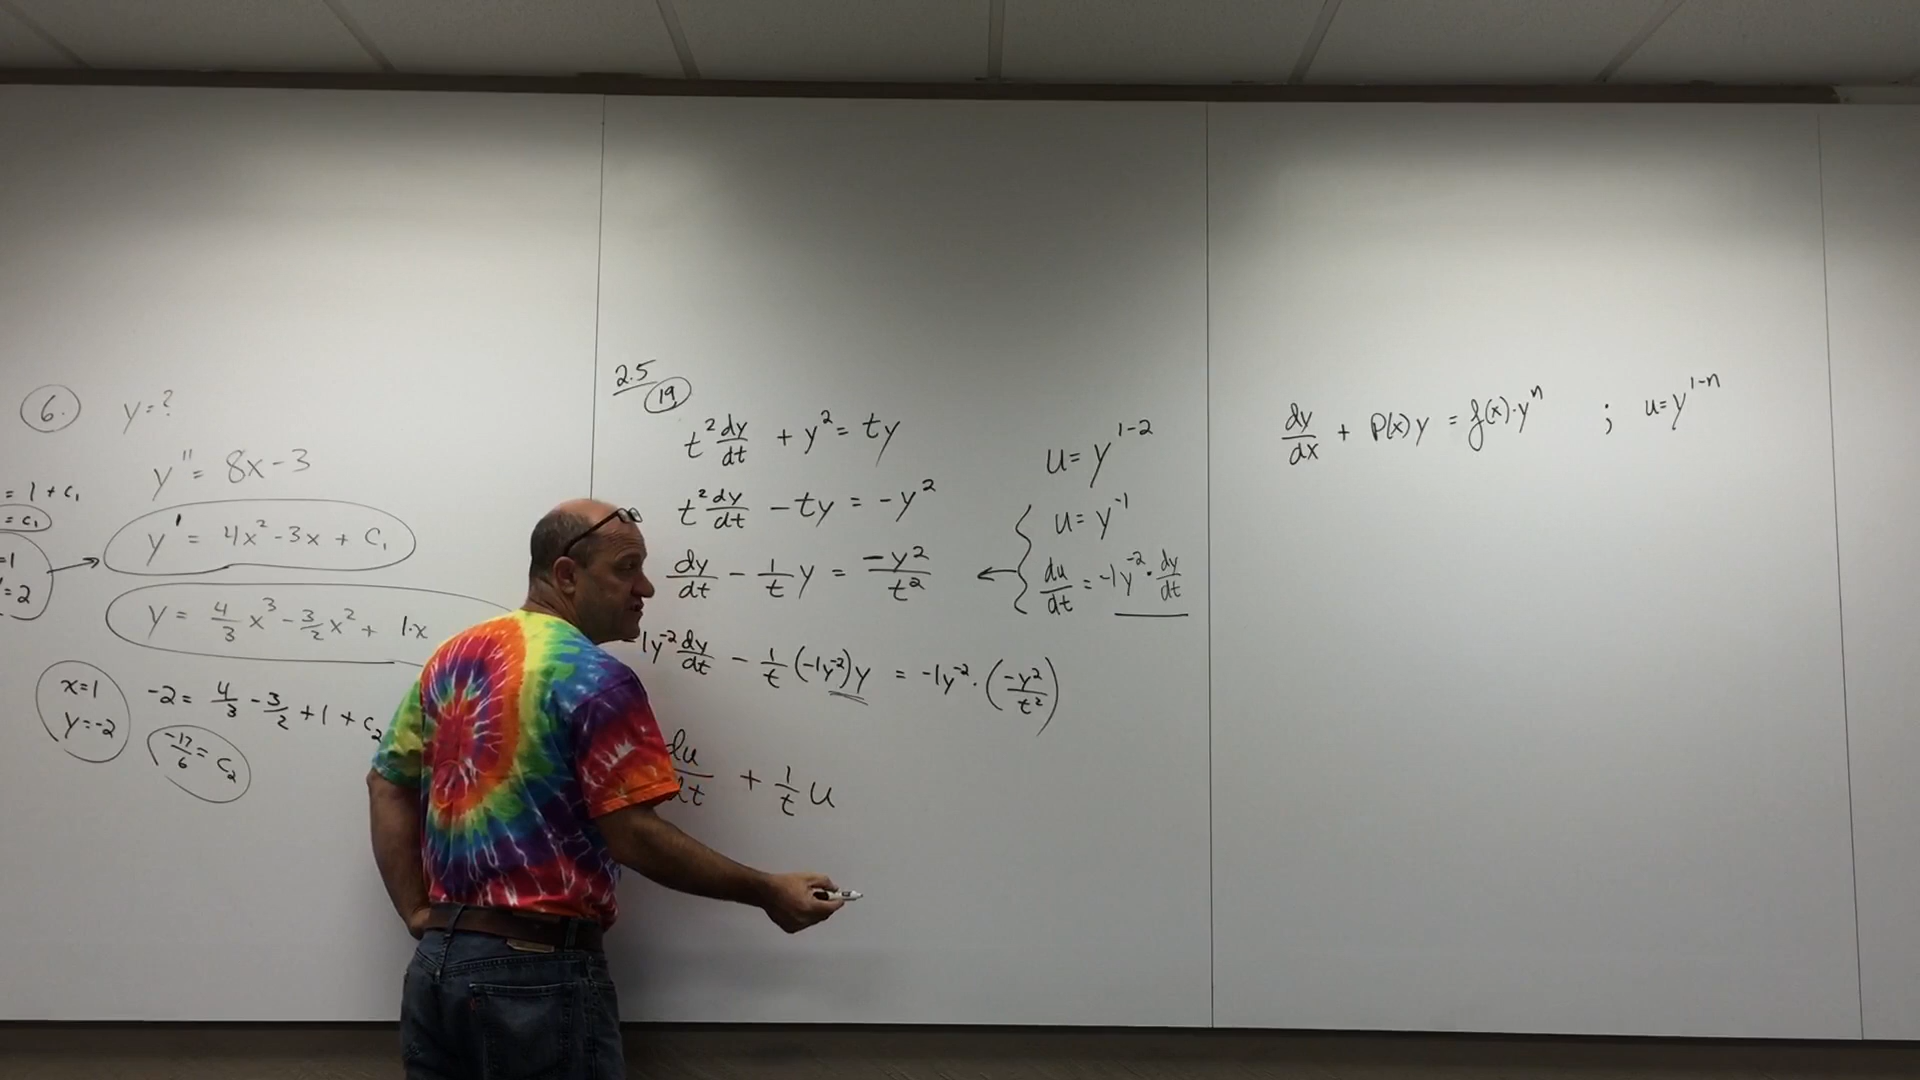 6. y=?
y" = 8x - 3
= 1 + c₁
= c₁
y' = 4x² - 3x + C₁
=1
= 2
y = 4/3 x³ - 3/2 x² + 1·x
x=1
y=-2
-2 = 4/3 - 3/2 + 1 + c₂
-17/6 = C₂
2.5
19
t² dy/dt + y² = ty
t² dy/dt - ty = -y²
dy/dt - 1/t y = -y²/t²
1y⁻² dy/dt - 1/t (-1y⁻²)y = -1y⁻² · (-y²/t²)
du/dt + 1/t u
u = y¹⁻²
u = y⁻¹
du/dt = -1y⁻² · dy/dt
dy/dx + P(x)y = f(x)·yⁿ ; u=y¹⁻ⁿ